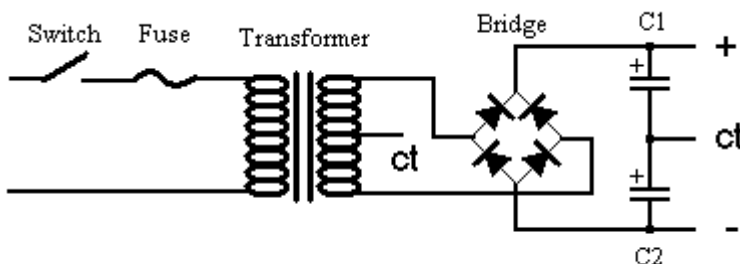 Switch Fuse Transformer Bridge C1
+ +
ct ct
+
-
C2